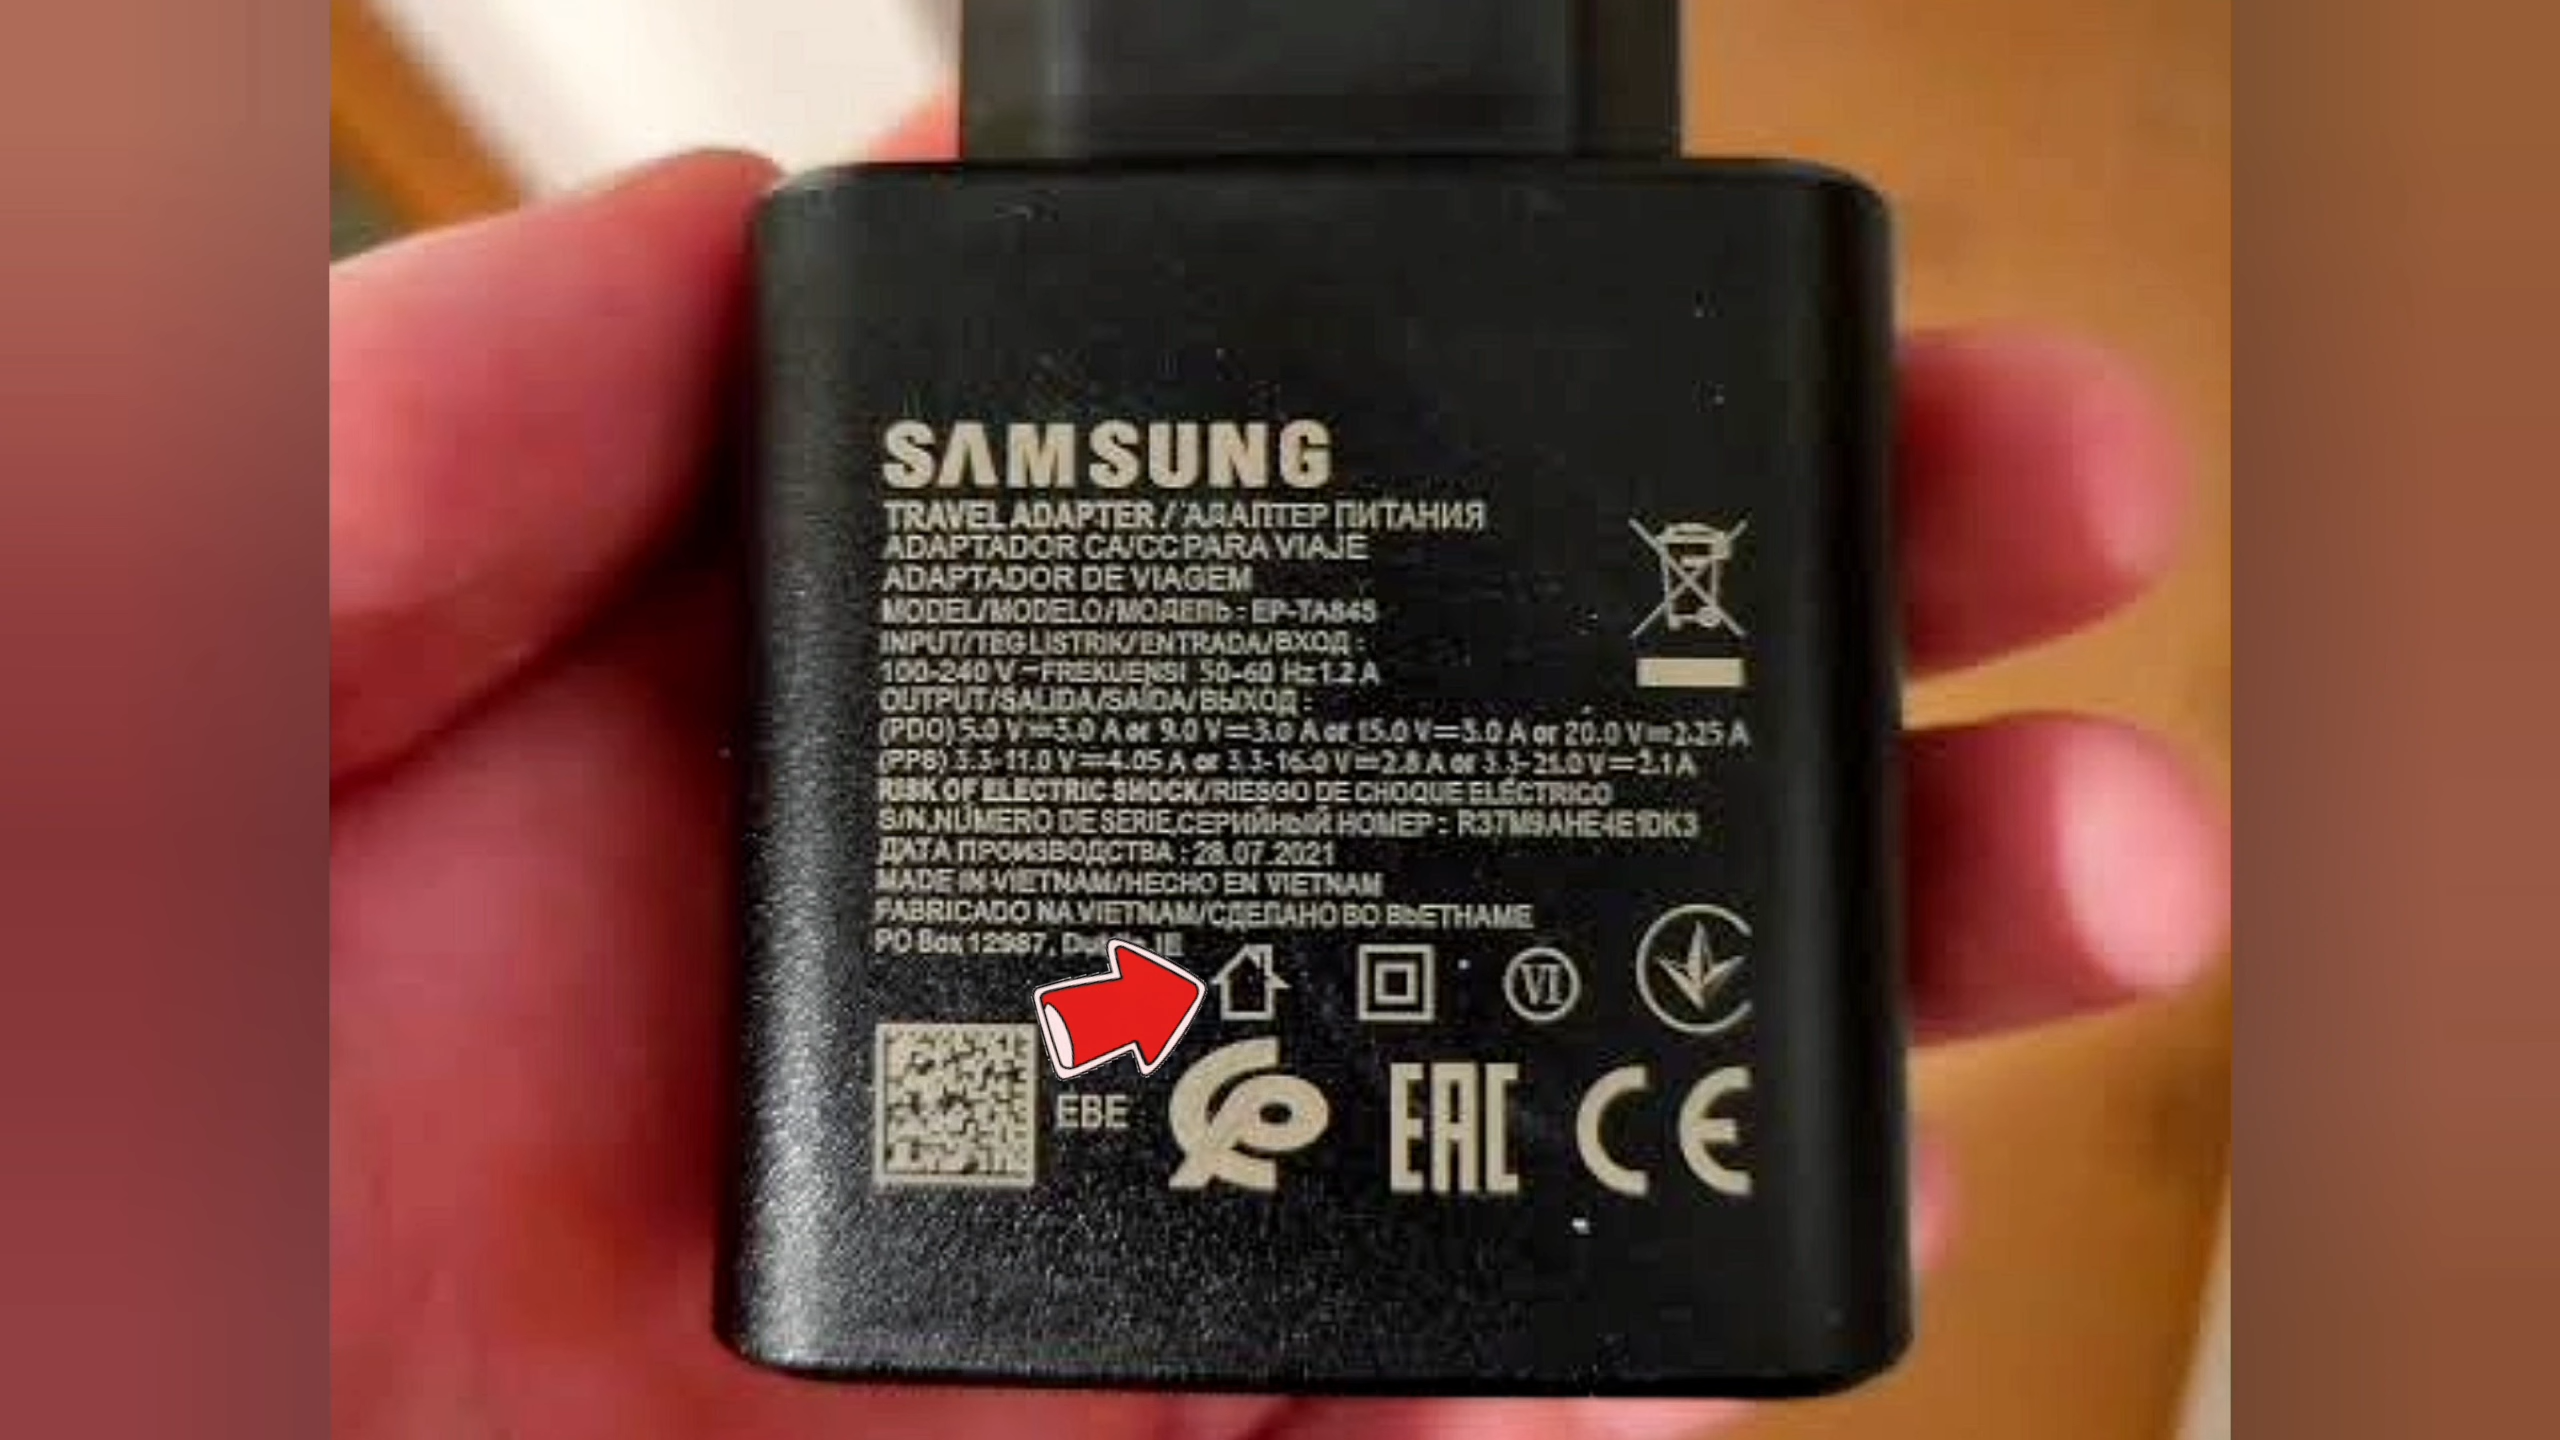 SAMSUNG
TRAVEL ADAPTER / АДАПТЕР ПИТАНИЯ
ADAPTADOR CA/CC PARA VIAJE
ADAPTADOR DE VIAGEM
MODEL/MODELO/МОДЕЛЬ : EP-TA845
INPUT/TEG LISTRIK/ENTRADA/ВХОД :
100-240 V ~ FREKUENSI 50-60 Hz 1.2 A
OUTPUT/SALIDA/SAÍDA/ВЫХОД :
(PDO) 5.0 V⎓3.0 A or 9.0 V⎓3.0 A or 15.0 V⎓3.0 A or 20.0 V⎓2.25 A
(PPS) 3.3-11.0 V⎓4.05 A or 3.3-16.0 V⎓2.8 A or 3.3-21.0 V⎓2.1 A
RISK OF ELECTRIC SHOCK/RIESGO DE CHOQUE ELÉCTRICO
S/N,NÚMERO DE SERIE,СЕРИЙНЫЙ НОМЕР : R37M9AHE4E1DK3
ДАТА ПРОИЗВОДСТВА : 28.07.2021
MADE IN VIETNAM/HECHO EN VIETNAM
FABRICADO NA VIETNAM/СДЕЛАНО ВО ВЬЕТНАМЕ
PO Box 12987, IE
VI
EBE
EAC CE